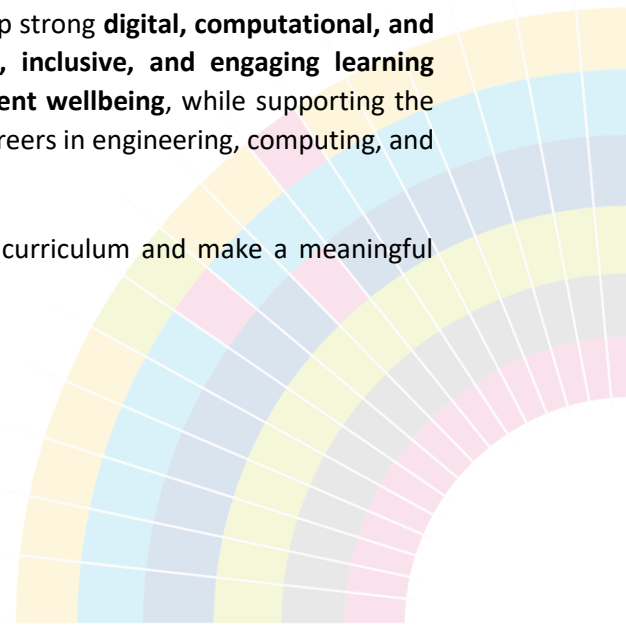 p strong digital, computational, and
, inclusive, and engaging learning
ent wellbeing, while supporting the
reers in engineering, computing, and
curriculum and make a meaningful